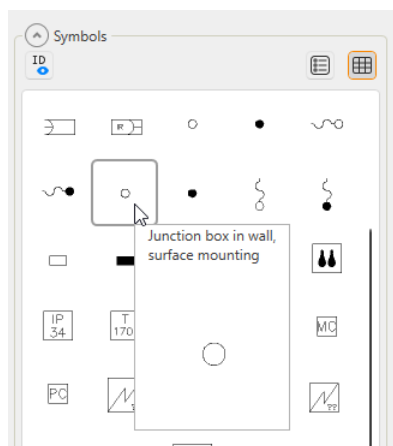 Symbols
ID
IR
Junction box in wall,
surface mounting
IP
34
T
170
MC
PC
??